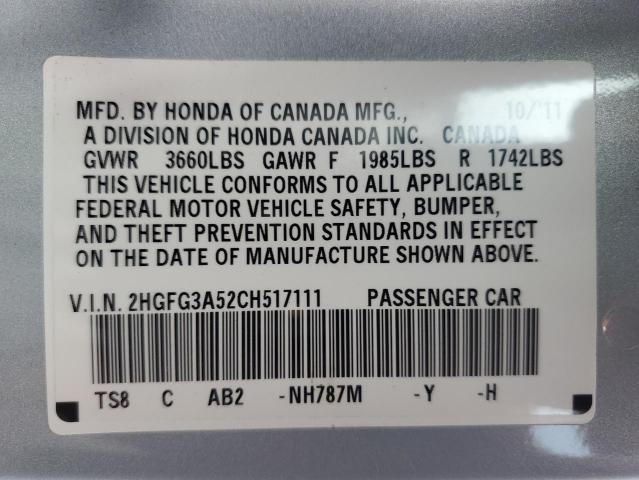 MFD. BY HONDA OF CANADA MFG., 10/'11
A DIVISION OF HONDA CANADA INC. CANADA
GVWR 3660LBS GAWR F 1985LBS R 1742LBS
THIS VEHICLE CONFORMS TO ALL APPLICABLE
FEDERAL MOTOR VEHICLE SAFETY, BUMPER,
AND THEFT PREVENTION STANDARDS IN EFFECT
ON THE DATE OF MANUFACTURE SHOWN ABOVE.
V.I.N. 2HGFG3A52CH517111 PASSENGER CAR
TS8 C AB2 -NH787M -Y -H